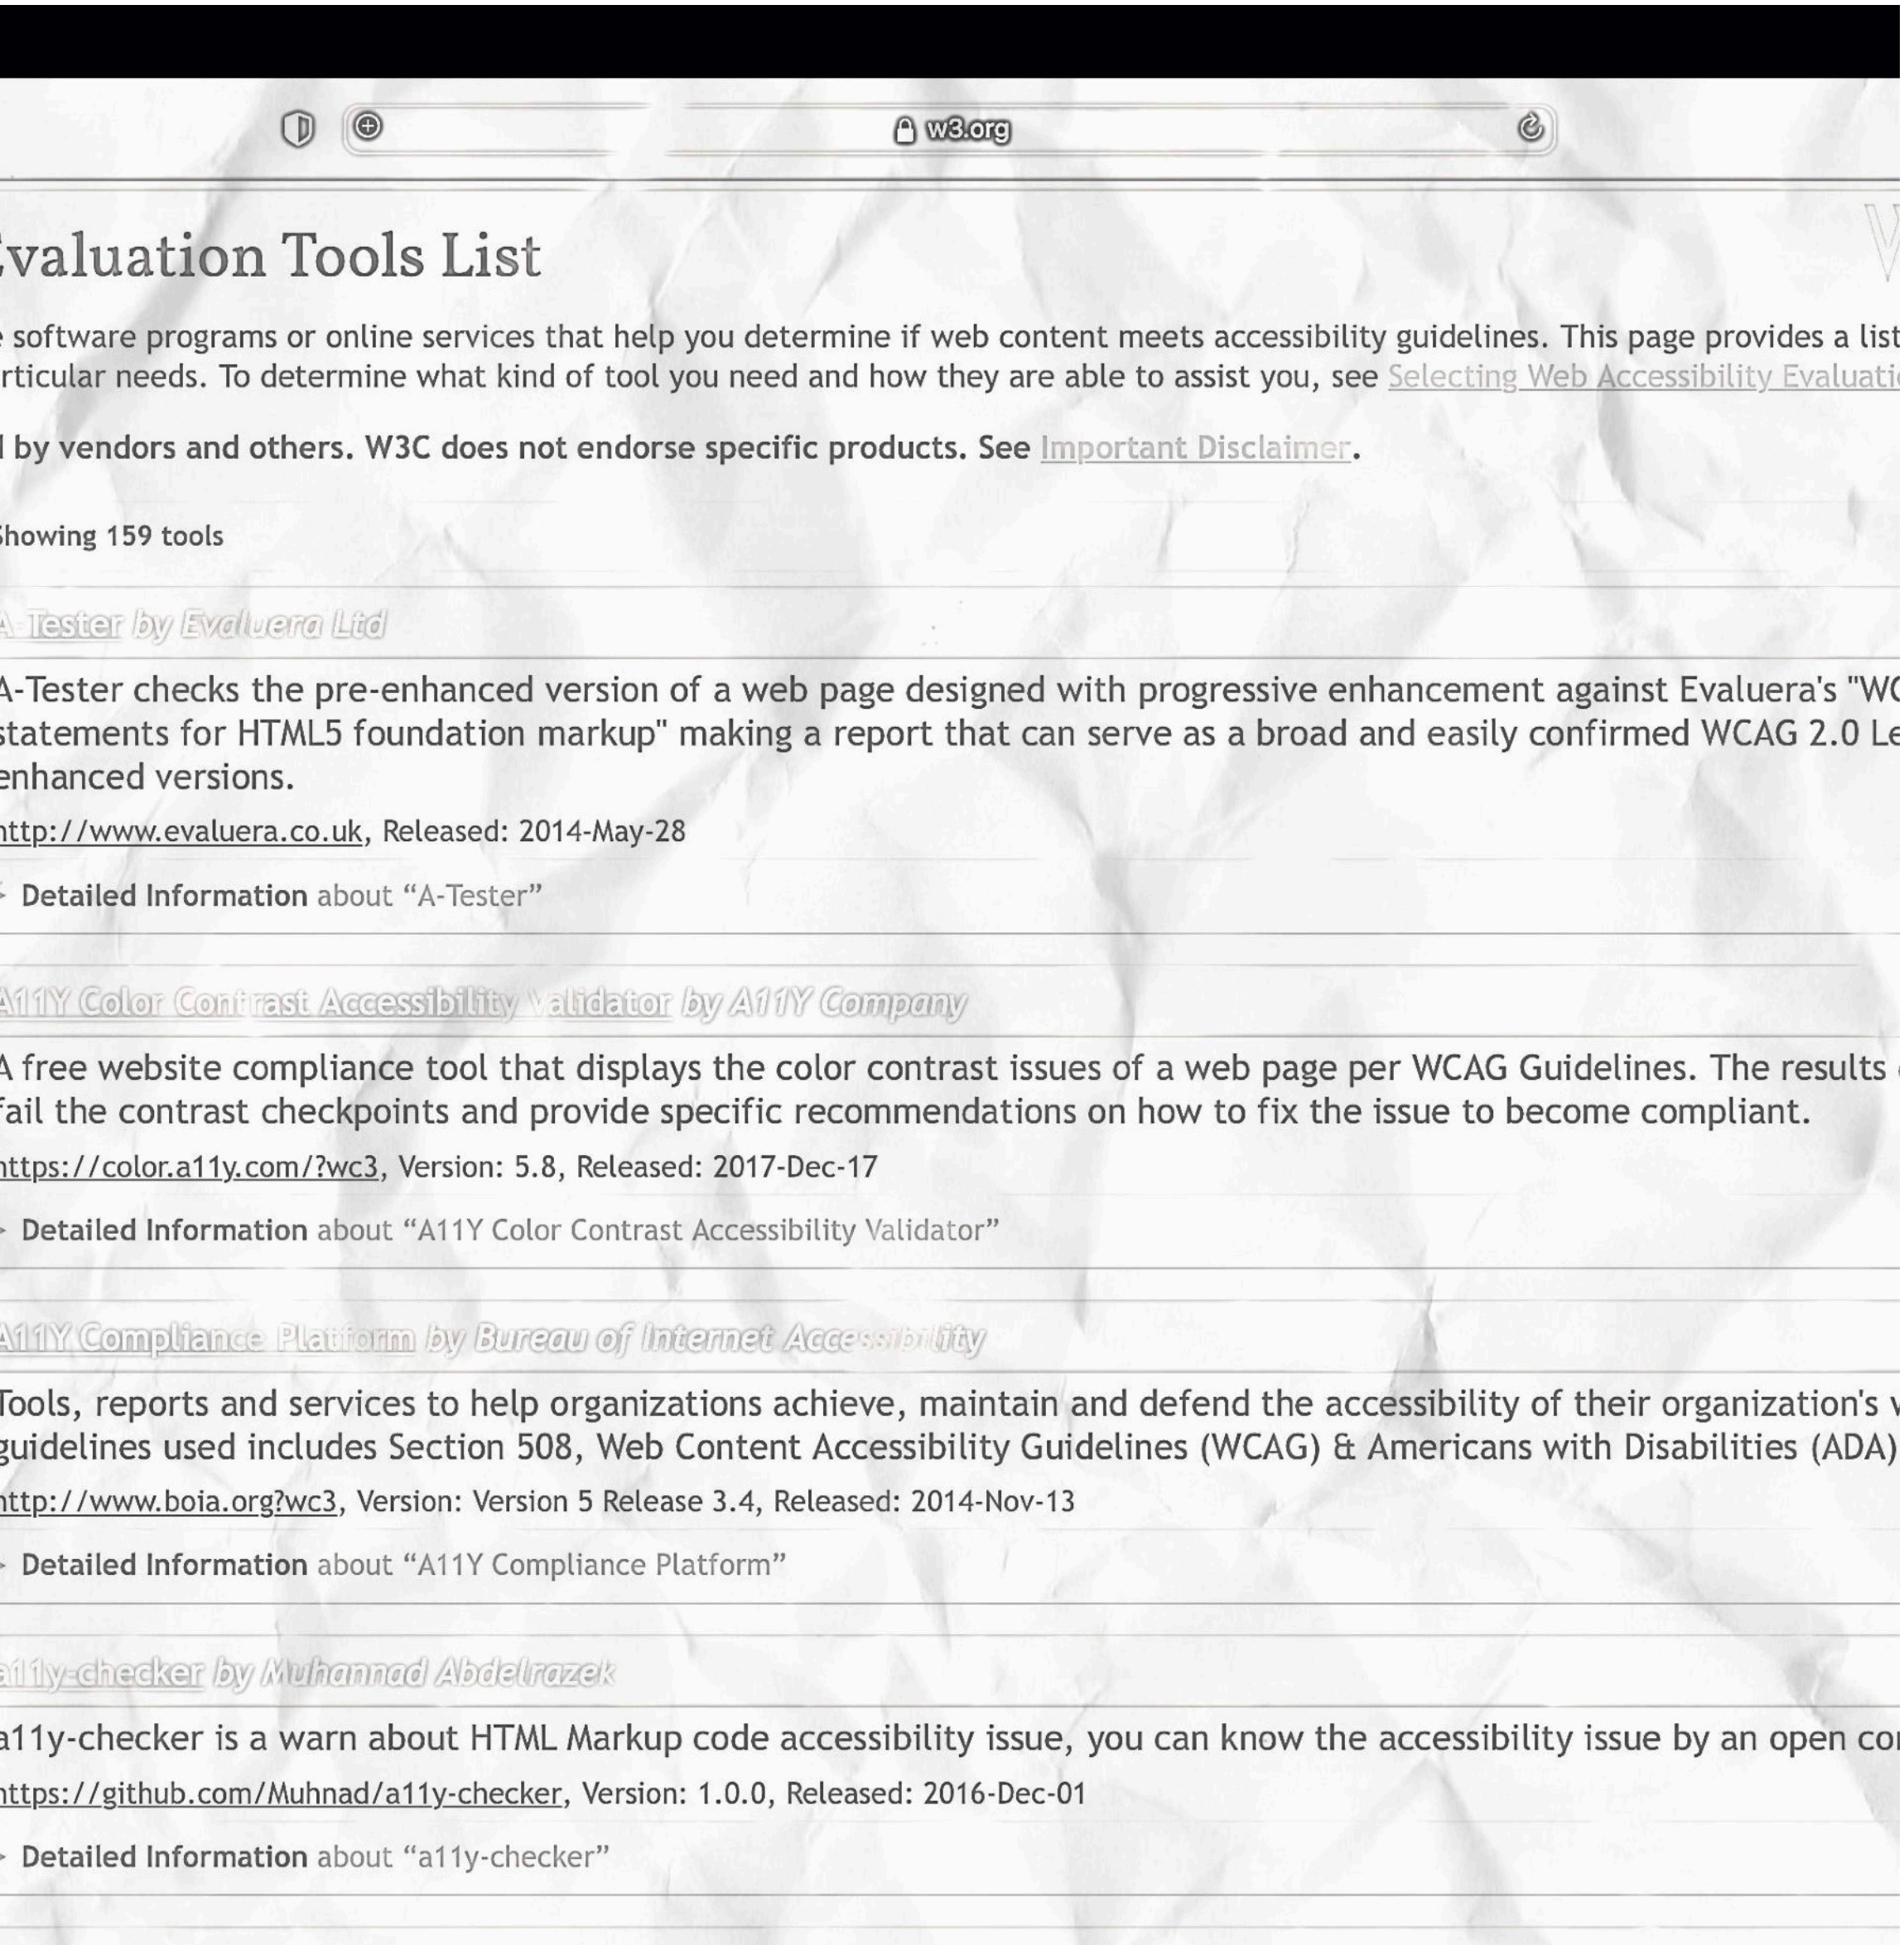 w3.org
Evaluation Tools List
software programs or online services that help you determine if web content meets accessibility guidelines. This page provides a list
rticular needs. To determine what kind of tool you need and how they are able to assist you, see Selecting Web Accessibility Evaluati
by vendors and others. W3C does not endorse specific products. See Important Disclaimer.
Showing 159 tools
A Tester by Evaluera Ltd
A-Tester checks the pre-enhanced version of a web page designed with progressive enhancement against Evaluera's "WC
statements for HTML5 foundation markup" making a report that can serve as a broad and easily confirmed WCAG 2.0 Le
enhanced versions.
http://www.evaluera.co.uk, Released: 2014-May-28
Detailed Information about “A-Tester”
A11Y Color Contrast Accessibility Validator by A11Y Company
A free website compliance tool that displays the color contrast issues of a web page per WCAG Guidelines. The results
fail the contrast checkpoints and provide specific recommendations on how to fix the issue to become compliant.
https://color.a11y.com/?wc3, Version: 5.8, Released: 2017-Dec-17
Detailed Information about “A11Y Color Contrast Accessibility Validator”
A11Y Compliance Platform by Bureau of Internet Accessibility
Tools, reports and services to help organizations achieve, maintain and defend the accessibility of their organization's
guidelines used includes Section 508, Web Content Accessibility Guidelines (WCAG) & Americans with Disabilities (ADA)
http://www.boia.org?wc3, Version: Version 5 Release 3.4, Released: 2014-Nov-13
Detailed Information about “A11Y Compliance Platform”
a11y-checker by Muhannad Abdelrazek
a11y-checker is a warn about HTML Markup code accessibility issue, you can know the accessibility issue by an open co
https://github.com/Muhnad/a11y-checker, Version: 1.0.0, Released: 2016-Dec-01
Detailed Information about “a11y-checker”